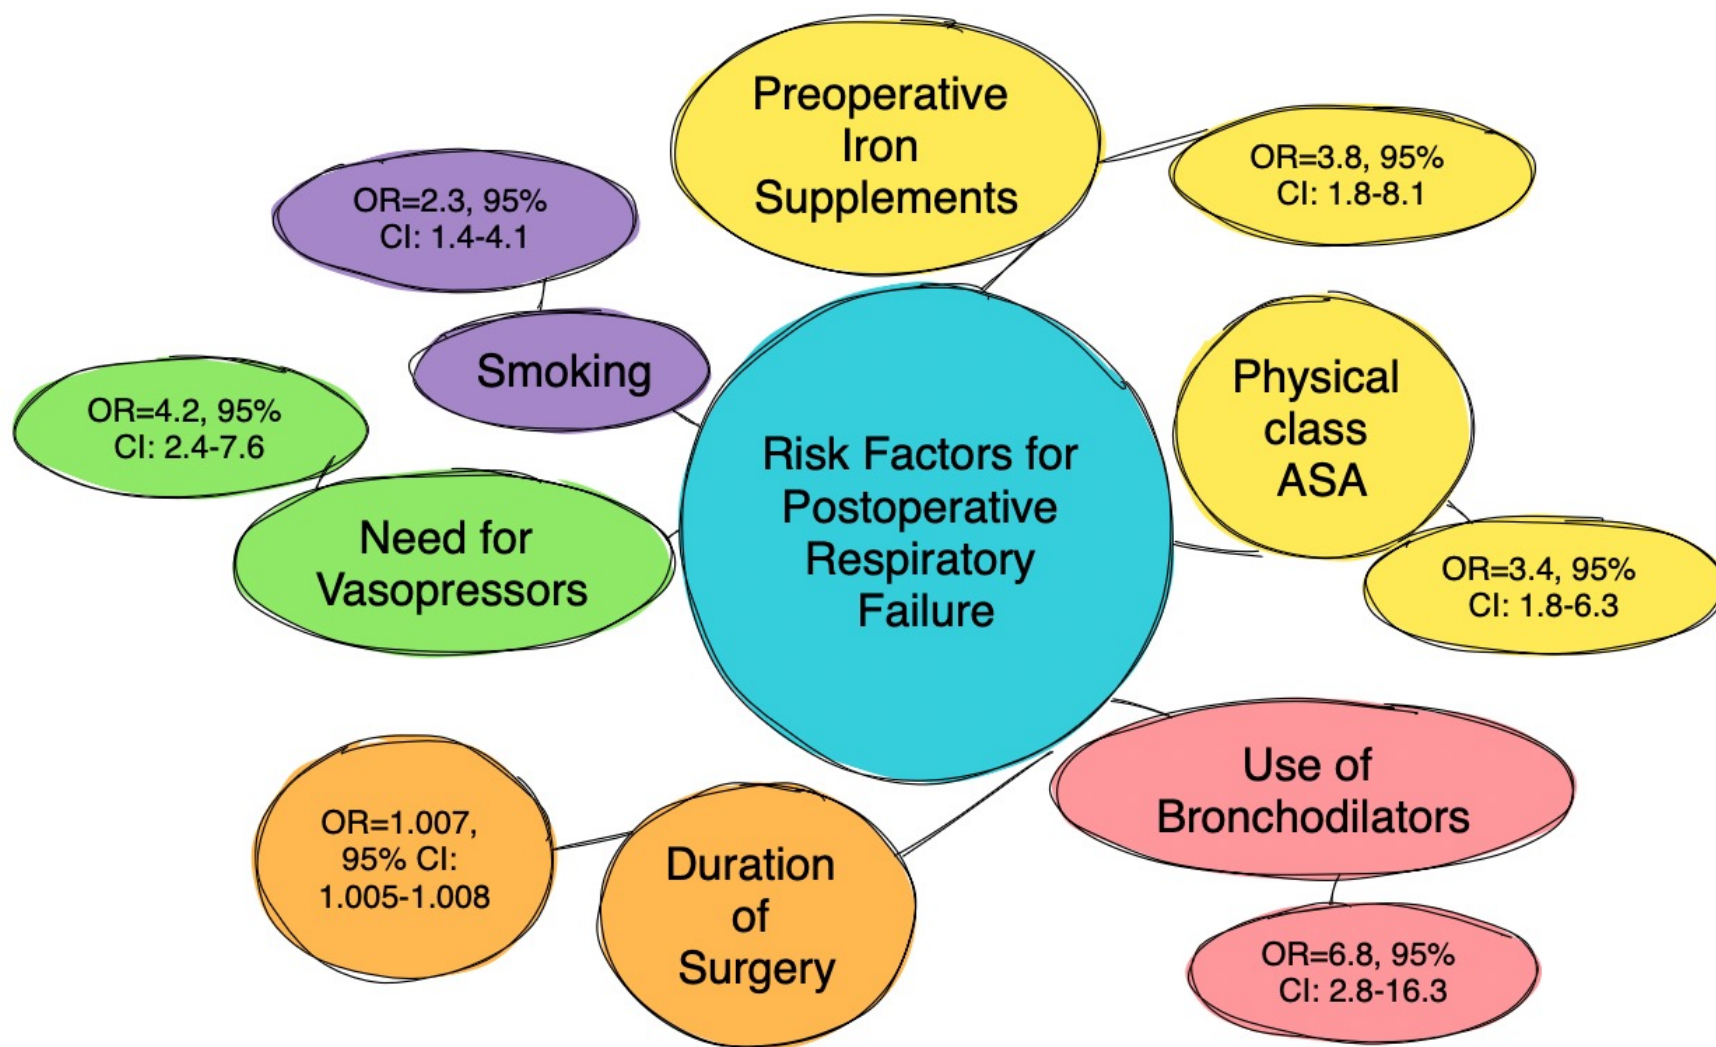 Preoperative
Iron
Supplements
OR=3.8, 95%
CI: 1.8-8.1
OR=2.3, 95%
CI: 1.4-4.1
Smoking
Physical
class
ASA
OR=4.2, 95%
CI: 2.4-7.6
Risk Factors for
Postoperative
Respiratory
Failure
Need for
Vasopressors
OR=3.4, 95%
CI: 1.8-6.3
Use of
Bronchodilators
OR=1.007,
95% CI:
1.005-1.008
Duration
of
Surgery
OR=6.8, 95%
CI: 2.8-16.3